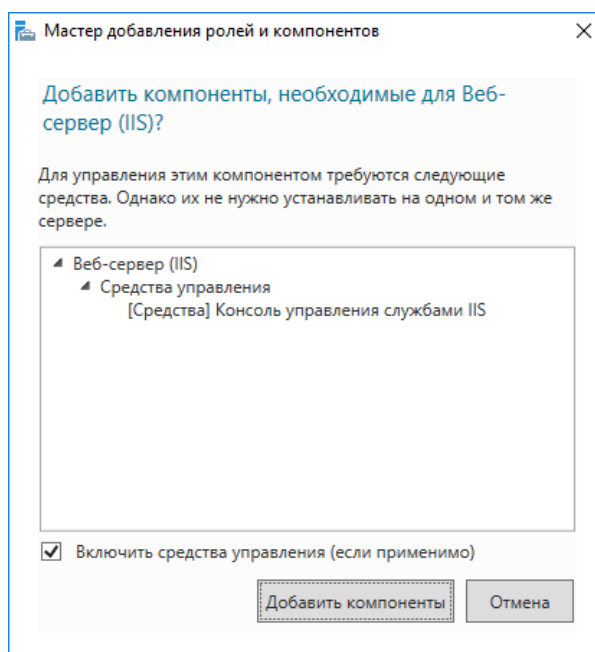 Мастер добавления ролей и компонентов
Добавить компоненты, необходимые для Веб-
сервер (IIS)?
Для управления этим компонентом требуются следующие
средства. Однако их не нужно устанавливать на одном и том же
сервере.
Веб-сервер (IIS)
Средства управления
[Средства] Консоль управления службами IIS
Включить средства управления (если применимо)
Добавить компоненты Отмена